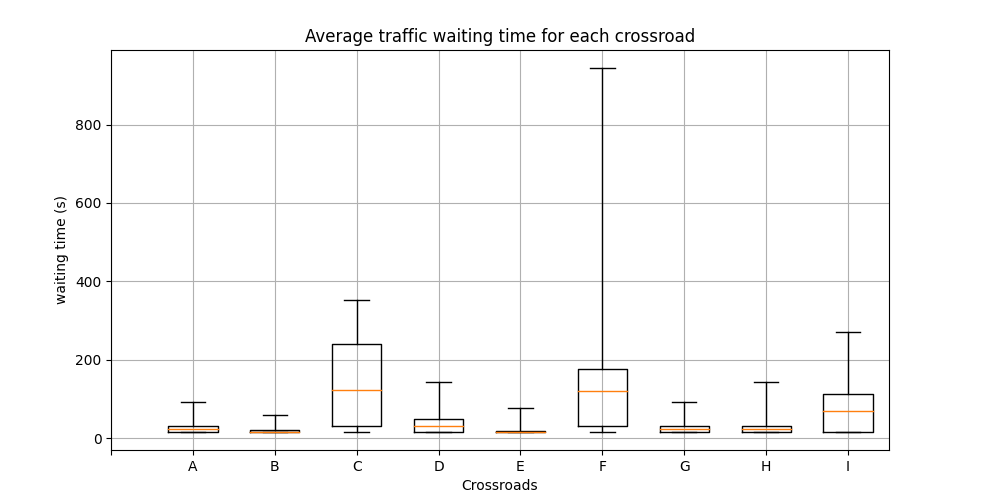 Average traffic waiting time for each crossroad
800
600
400
200
0
waiting time (s)
A B C D E F G H I
Crossroads